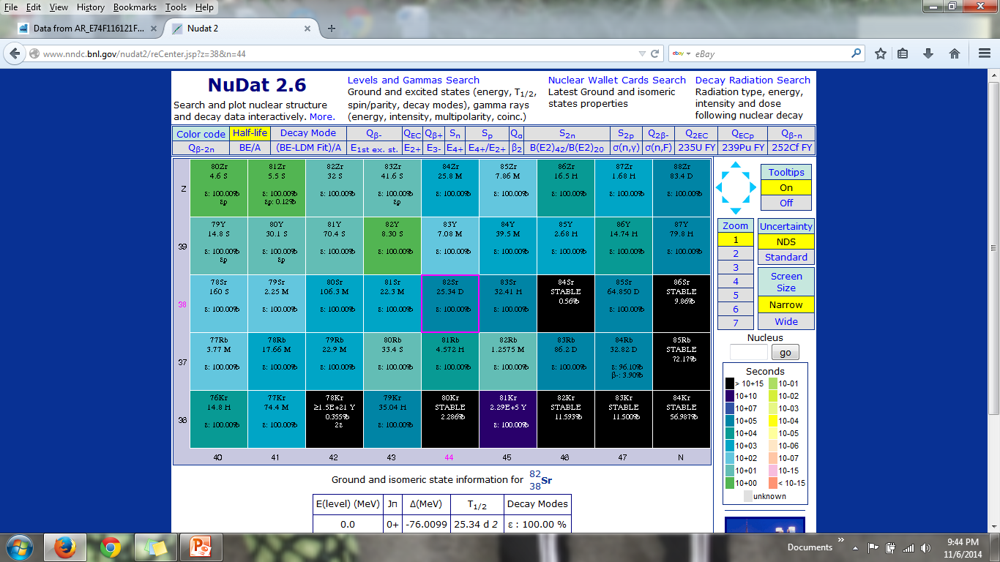 File Edit View History Bookmarks Tools Help
Data from AR_E74F116121F... × Nudat 2 × +
www.nndc.bnl.gov/nudat2/reCenter.jsp?z=38&n=44 ebY eBay
NuDat 2.6
Search and plot nuclear structure
and decay data interactively. More.
Levels and Gammas Search
Ground and excited states (energy, T1/2,
spin/parity, decay modes), gamma rays
(energy, intensity, multipolarity, coinc.)
Nuclear Wallet Cards Search
Latest Ground and isomeric
states properties
Decay Radiation Search
Radiation type, energy,
intensity and dose
following nuclear decay
Color code Half-life Decay Mode Qβ- QEC Qβ+ Sn Sp Qα S2n S2p Q2β- Q2EC QECp Qβ-n
Qβ-2n BE/A (BE-LDM Fit)/A E1st ex. st. E2+ E3- E4+ E4+/E2+ β2 B(E2)42/B(E2)20 σ(n,γ) σ(n,F) 235U FY 239Pu FY 252Cf FY
80Zr 81Zr 82Zr 83Zr 84Zr 85Zr 86Zr 87Zr 88Zr
4.6 S 5.5 S 32 S 41.6 S 25.8 M 7.86 M 16.5 H 1.68 H 83.4 D
Z
ε: 100.00% ε: 100.00% ε: 100.00% ε: 100.00% ε: 100.00% ε: 100.00% ε: 100.00% ε: 100.00% ε: 100.00%
εp εp: 0.12% εp
79Y 80Y 81Y 82Y 83Y 84Y 85Y 86Y 87Y
14.8 S 30.1 S 70.4 S 8.30 S 7.08 M 39.5 M 2.68 H 14.74 H 79.8 H
39
ε: 100.00% ε: 100.00% ε: 100.00% ε: 100.00% ε: 100.00% ε: 100.00% ε: 100.00% ε: 100.00% ε: 100.00%
εp εp
78Sr 79Sr 80Sr 81Sr 82Sr 83Sr 84Sr 85Sr 86Sr
160 S 2.25 M 106.3 M 22.3 M 25.34 D 32.41 H STABLE 64.850 D STABLE
0.56% 9.86%
38
ε: 100.00% ε: 100.00% ε: 100.00% ε: 100.00% ε: 100.00% ε: 100.00% ε: 100.00%
77Rb 78Rb 79Rb 80Rb 81Rb 82Rb 83Rb 84Rb 85Rb
3.77 M 17.66 M 22.9 M 33.4 S 4.572 H 1.2575 M 86.2 D 32.82 D STABLE
72.17%
37
ε: 100.00% ε: 100.00% ε: 100.00% ε: 100.00% ε: 100.00% ε: 100.00% ε: 100.00% ε: 96.10%
β-: 3.90%
76Kr 77Kr 78Kr 79Kr 80Kr 81Kr 82Kr 83Kr 84Kr
14.8 H 74.4 M ≥1.5E+21 Y 35.04 H STABLE 2.29E+5 Y STABLE STABLE STABLE
0.355% 2.286% 11.593% 11.500% 56.987%
36
ε: 100.00% ε: 100.00% 2ε ε: 100.00% ε: 100.00%
40 41 42 43 44 45 46 47 N
Tooltips
On
Off
Zoom
1
2
3
4
5
6
7
Uncertainty
NDS
Standard
Screen
Size
Narrow
Wide
Nucleus
go
Seconds
> 10+15 10-01
10+10 10-02
10+07 10-03
10+05 10-04
10+04 10-05
10+03 10-06
10+02 10-07
10+01 10-15
10+00 < 10-15
unknown
Ground and isomeric state information for 82 38 Sr
E(level) (MeV) Jπ Δ(MeV) T1/2 Decay Modes
0.0 0+ -76.0099 25.34 d 2 ε : 100.00 %
Documents »
9:44 PM
11/6/2014